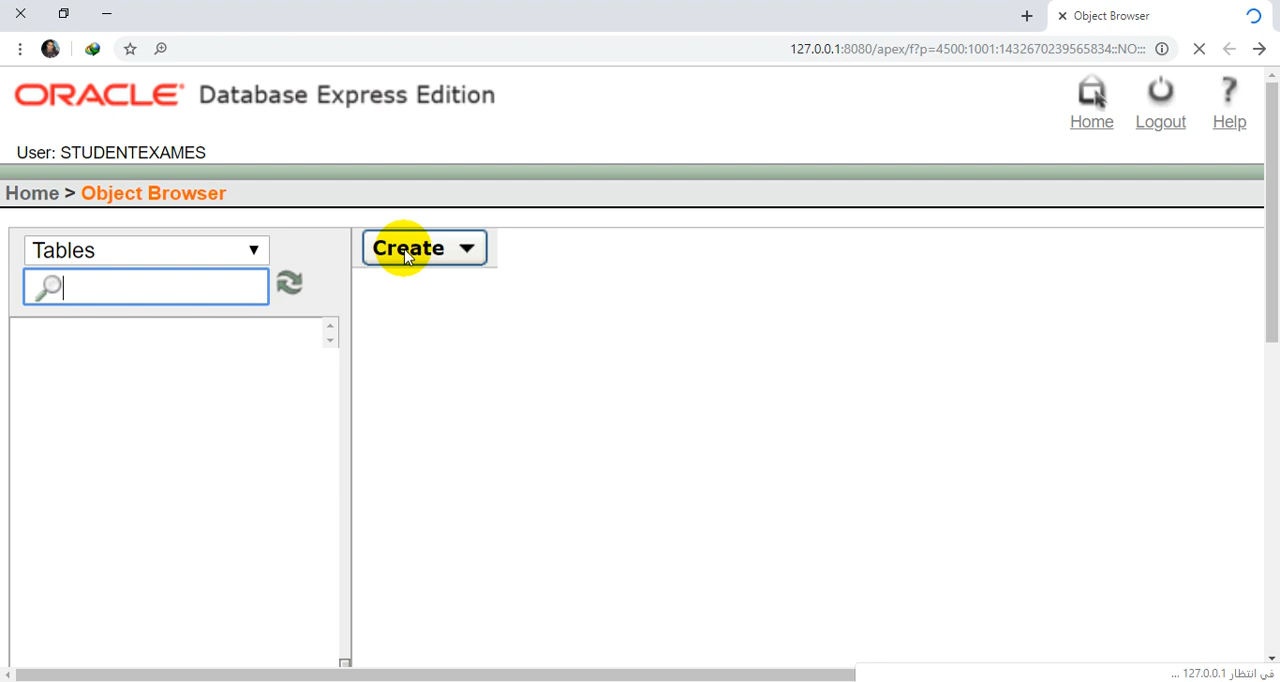 Object Browser
127.0.0.1:8080/apex/f?p=4500:1001:1432670239565834::NO:::
ORACLE Database Express Edition
Home Logout Help
User: STUDENTEXAMES
Home > Object Browser
Tables
Create
في انتظار 127.0.0.1 ...